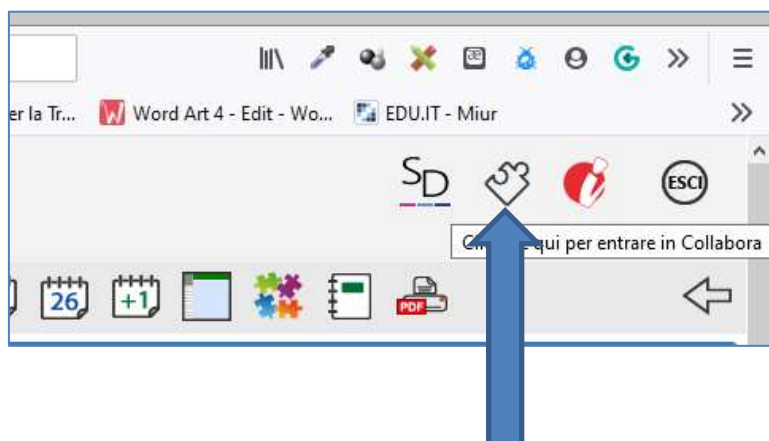 er la Tr... Word Art 4 - Edit - Wo... EDU.IT - Miur
SD ESCI
qui per entrare in Collabora
26 +1 PDF